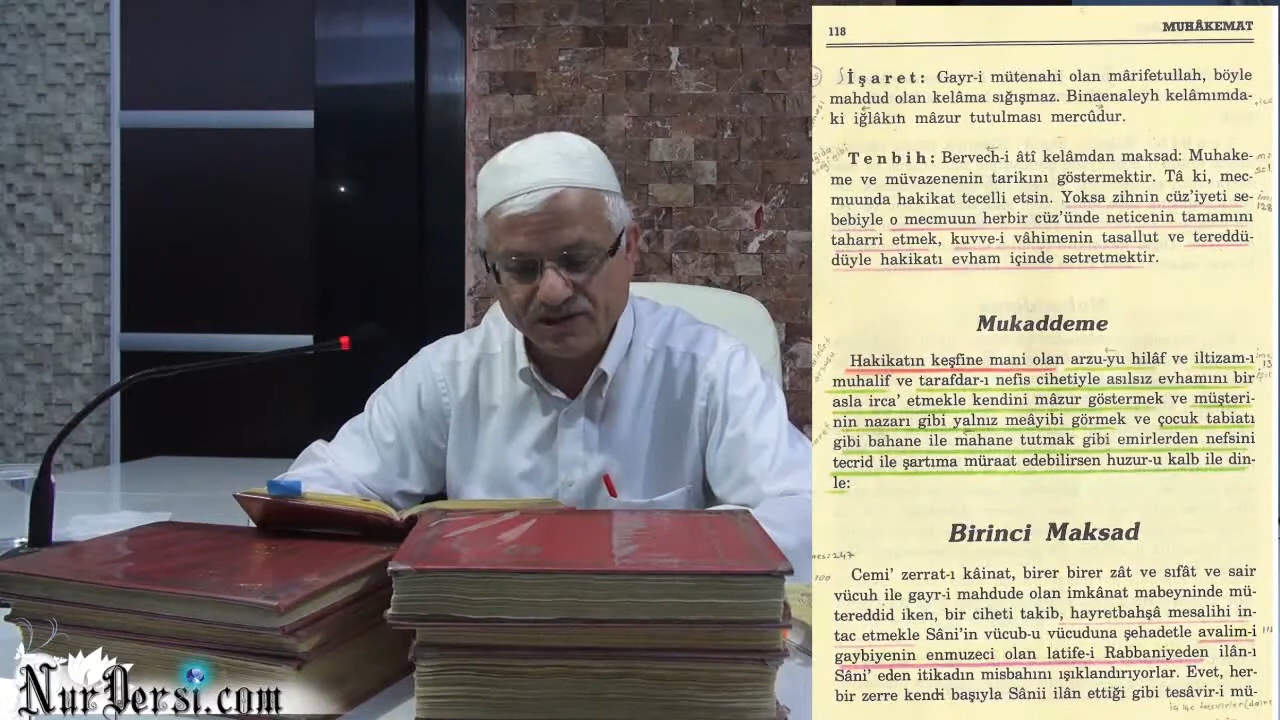 118 MUHÂKEMAT
İşaret: Gayr-i mütenahi olan mârifetullah, böyle
mahdud olan kelâma sığışmaz. Binaenaleyh kelâmımda-
ki iğlâkın mâzur tutulması mercûdur.
Tenbih: Bervech-i âtî kelâmdan maksad: Muhake-
me ve müvazenenin tarikını göstermektir. Tâ ki, mec-
muunda hakikat tecelli etsin. Yoksa zihnin cüz'iyeti se-
bebiyle o mecmuun herbir cüz'ünde neticenin tamamını
taharri etmek, kuvve-i vâhimenin tasallut ve tereddü-
düyle hakikatı evham içinde setretmektir.
Mukaddeme
Hakikatın keşfine mani olan arzu-yu hilâf ve iltizam-ı
muhalif ve tarafdar-ı nefis cihetiyle asılsız evhamını bir
asla irca' etmekle kendini mâzur göstermek ve müşteri-
nin nazarı gibi yalnız meâyibi görmek ve çocuk tabiatı
gibi bahane ile mahane tutmak gibi emirlerden nefsini
tecrid ile şartıma müraat edebilirsen huzur-u kalb ile din-
le:
Birinci Maksad
Cemi' zerrat-ı kâinat, birer birer zât ve sıfât ve sair
vücuh ile gayr-i mahdude olan imkânat mabeyninde mü-
tereddid iken, bir ciheti takib, hayretbahşâ mesalihi in-
tac etmekle Sâni'in vücub-u vücuduna şehadetle avalim-i
gaybiyenin enmuzeci olan latife-i Rabbaniyeden ilân-ı
Sâni' eden itikadın misbahını ışıklandırıyorlar. Evet, her-
bir zerre kendi başıyla Sânii ilân ettiği gibi tesâvir-i mü-
NurDersi.com